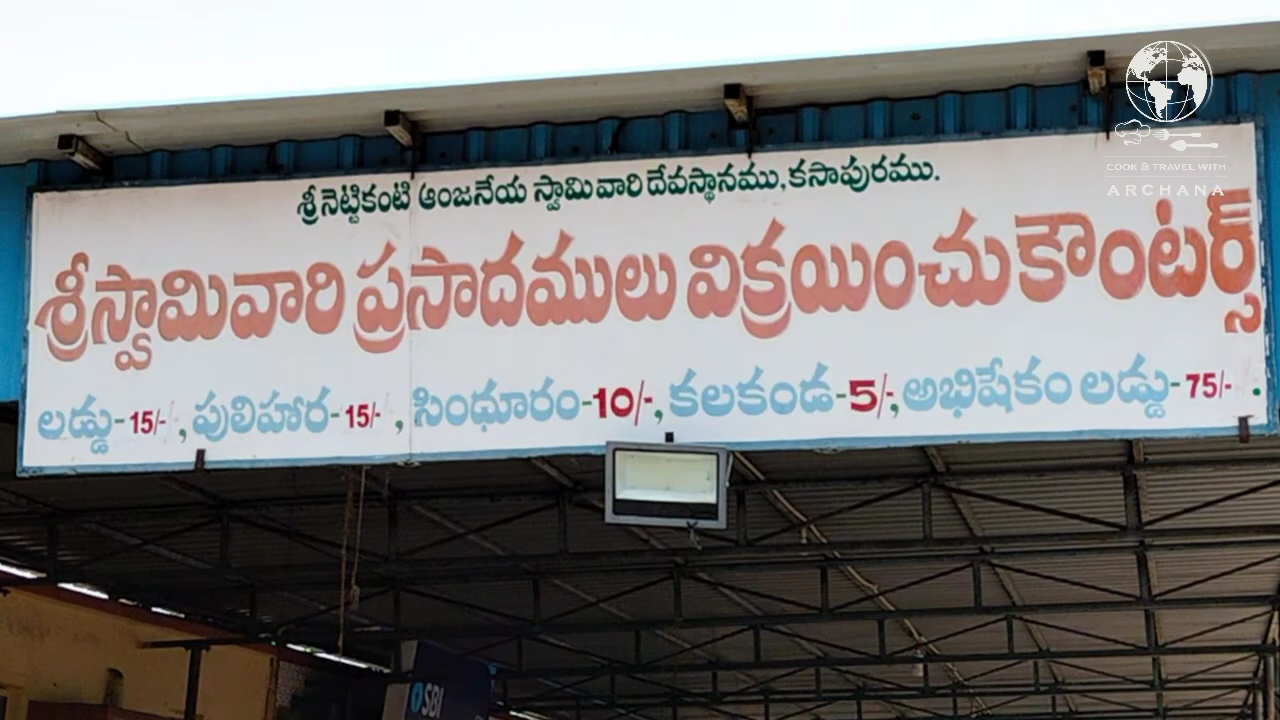 శ్రీ నెట్టికంటి ఆంజనేయ స్వామి వారి దేవస్థానము, కసాపురము.
శ్రీ స్వామివారి ప్రసాదములు విక్రయించు కౌంటర్స్
లడ్డు-15/-, పులిహార-15/-, సింధూరం-10/-, కలకండ-5/-, అభిషేకం లడ్డు-75/-.
COOK & TRAVEL WITH
ARCHANA
SBI